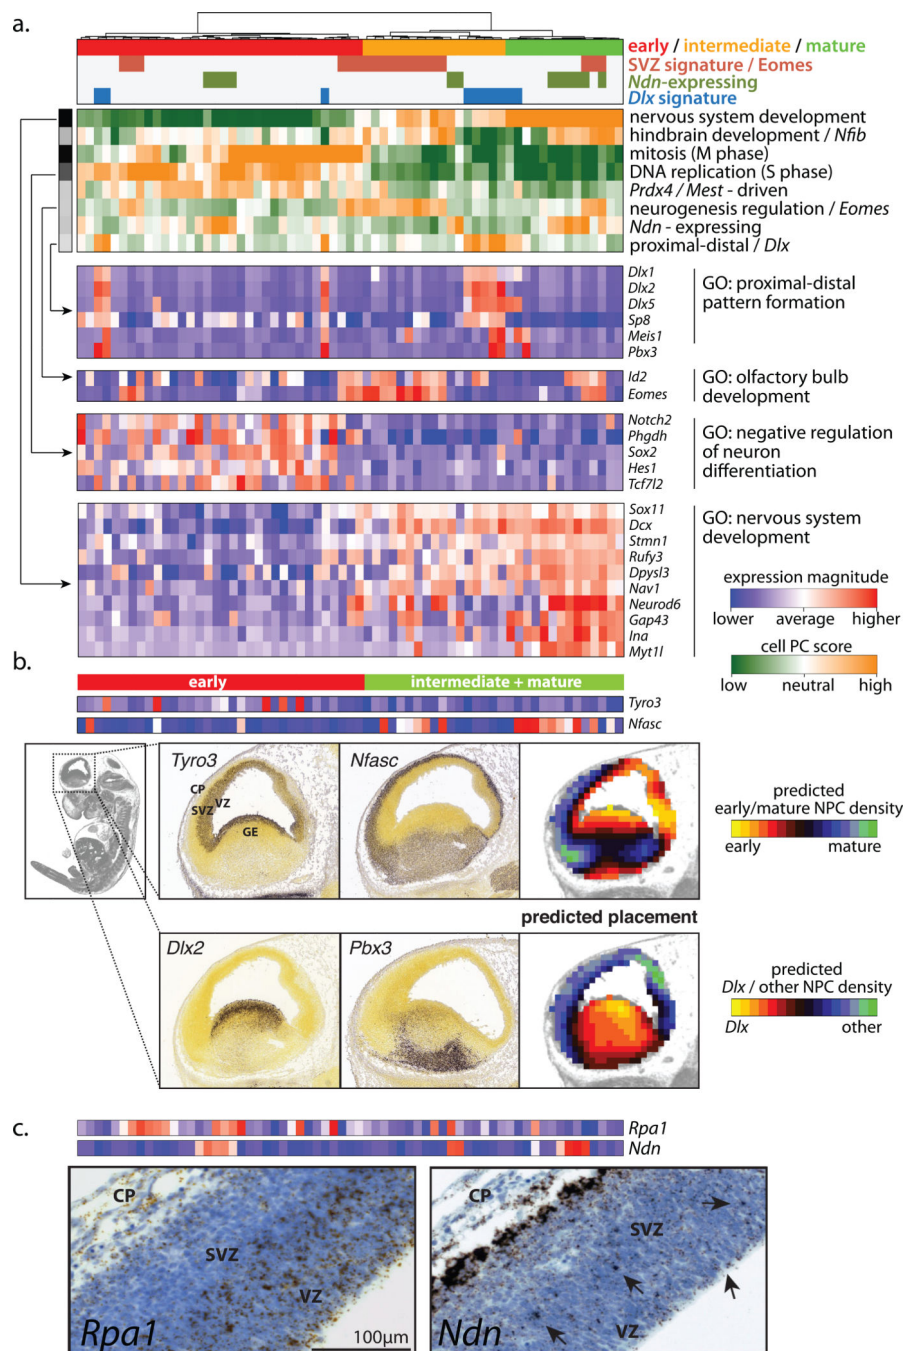 a.
early / intermediate / mature
SVZ signature / Eomes
Ndn-expressing
Dlx signature
nervous system development
hindbrain development / Nfib
mitosis (M phase)
DNA replication (S phase)
Prdx4 / Mest - driven
neurogenesis regulation / Eomes
Ndn - expressing
proximal-distal / Dlx
Dlx1
Dlx2
Dlx5
Sp8
Meis1
Pbx3
GO: proximal-distal
pattern formation
Id2
Eomes
GO: olfactory bulb
development
Notch2
Phgdh
Sox2
Hes1
Tcf7l2
GO: negative regulation
of neuron
differentiation
Sox11
Dcx
Stmn1
Rufy3
Dpysl3
Nav1
Neurod6
Gap43
Ina
Myt1l
GO: nervous system
development
expression magnitude
lower average higher
cell PC score
low neutral high
b.
early
intermediate + mature
Tyro3
Nfasc
Tyro3
CP
SVZ
VZ
GE
Nfasc
predicted
early/mature NPC density
early mature
predicted placement
Dlx2
Pbx3
predicted
Dlx / other NPC density
Dlx other
c.
Rpa1
Ndn
CP
SVZ
VZ
Rpa1
100µm
CP
SVZ
VZ
Ndn